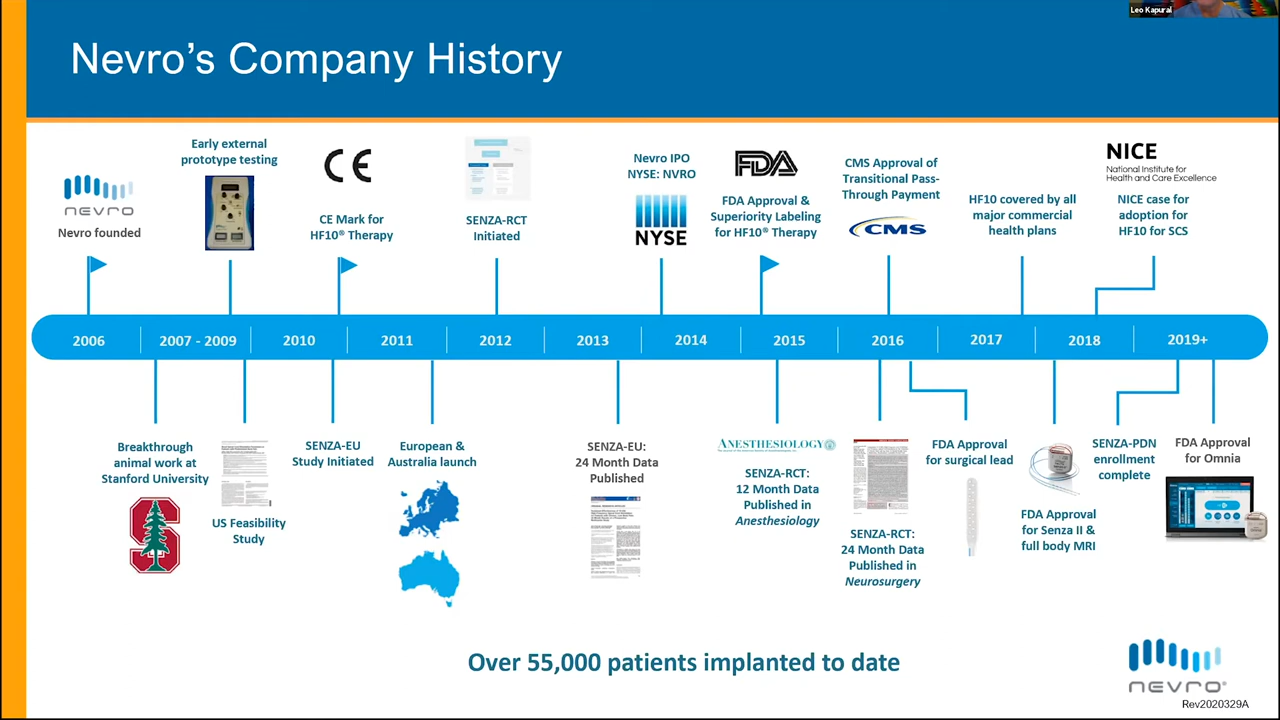 Leo Kapural
Nevro's Company History
nevro
Nevro founded
Early external
prototype testing
CE
CE Mark for
HF10® Therapy
SENZA-RCT
Initiated
Nevro IPO
NYSE: NVRO
NYSE
FDA
FDA Approval &
Superiority Labeling
for HF10® Therapy
CMS Approval of
Transitional Pass-
Through Payment
CMS
HF10 covered by all
major commercial
health plans
NICE
National Institute for
Health and Care Excellence
NICE case for
adoption for
HF10 for SCS
2006
2007 - 2009
2010
2011
2012
2013
2014
2015
2016
2017
2018
2019+
Breakthrough
animal work at
Stanford University
US Feasibility
Study
SENZA-EU
Study Initiated
European &
Australia launch
SENZA-EU:
24 Month Data
Published
ANESTHESIOLOGY
SENZA-RCT:
12 Month Data
Published in
Anesthesiology
SENZA-RCT:
24 Month Data
Published in
Neurosurgery
FDA Approval
for surgical lead
FDA Approval
Senza II &
full body MRI
SENZA-PDN
enrollment
complete
FDA Approval
for Omnia
Over 55,000 patients implanted to date
nevro®
Rev2020329A